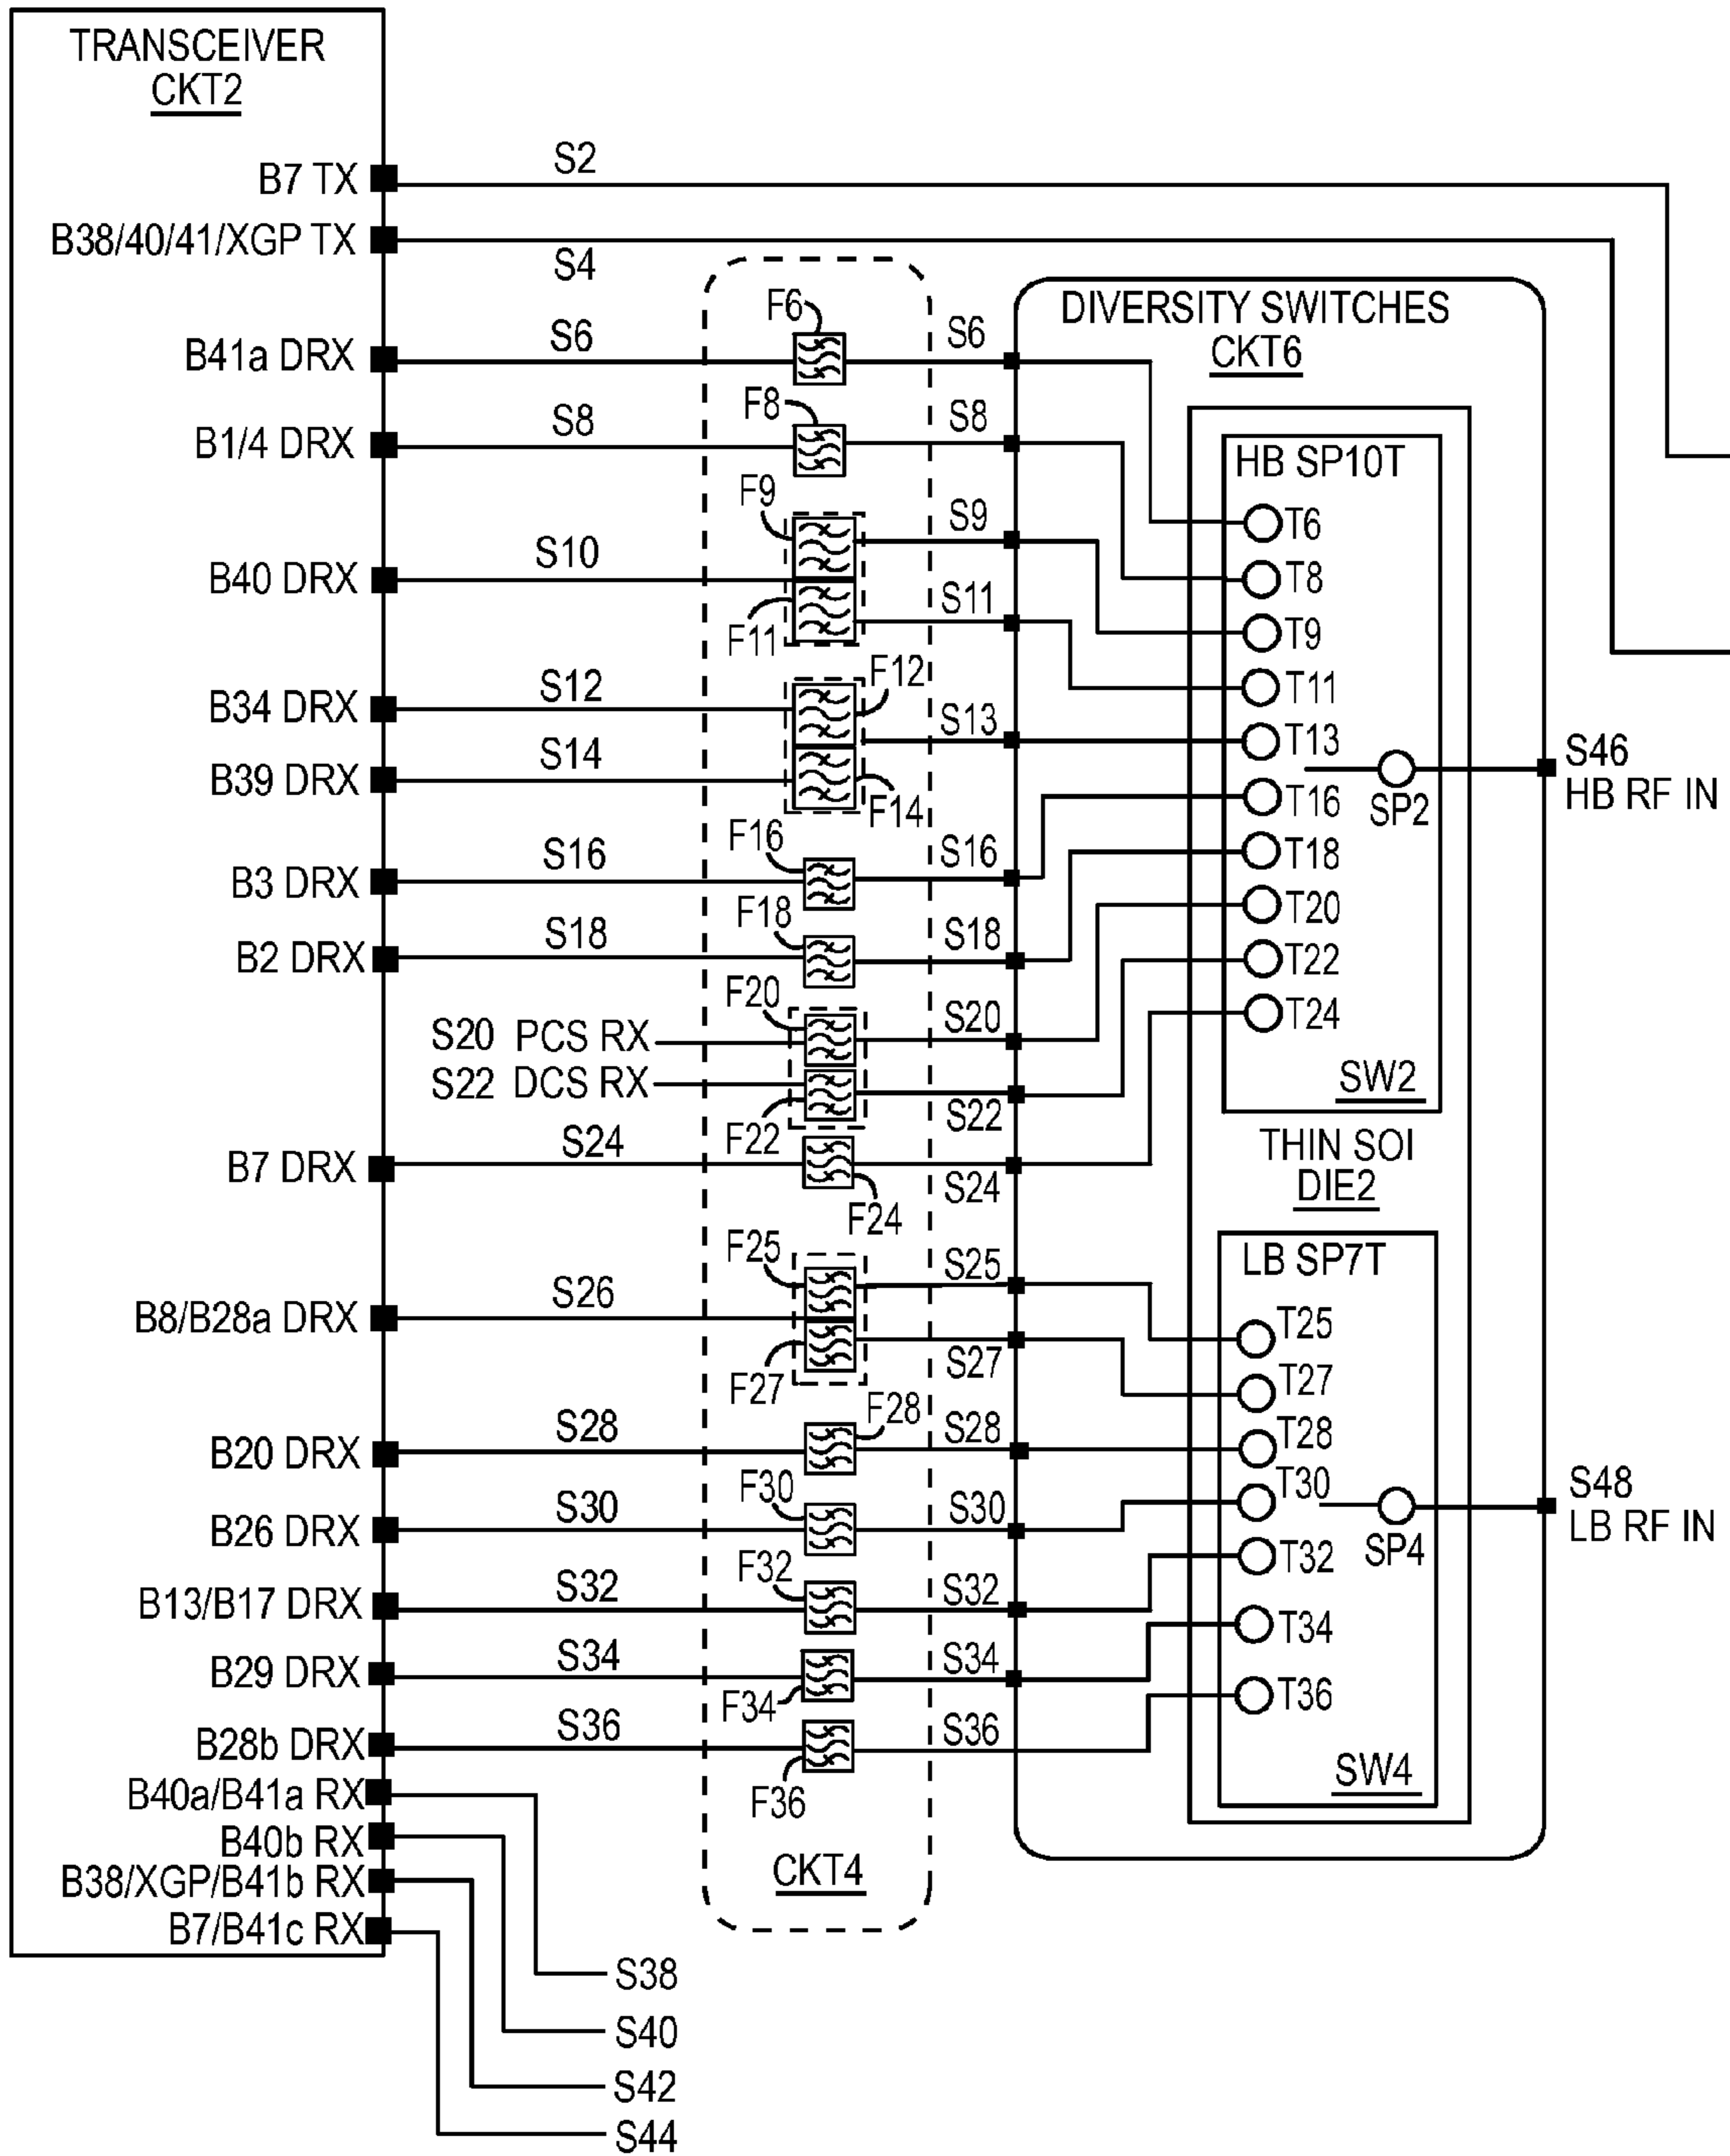 TRANSCEIVER
CKT2
B7 TX
S2
B38/40/41/XGP TX
S4
B41a DRX
S6
F6
S6
DIVERSITY SWITCHES
CKT6
B1/4 DRX
S8
F8
S8
HB SP10T
B40 DRX
S10
F9
S9
F11
S11
T6
T8
T9
T11
T13
T16
T18
T20
T22
T24
B34 DRX
S12
F12
S13
B39 DRX
S14
F14
SP2
S46
HB RF IN
B3 DRX
S16
F16
S16
B2 DRX
S18
F18
S18
S20 PCS RX
F20
S20
S22 DCS RX
F22
S22
SW2
B7 DRX
S24
F24
S24
THIN SOI
DIE2
LB SP7T
B8/B28a DRX
S26
F25
S25
F27
S27
T25
T27
T28
T30
T32
T34
T36
B20 DRX
S28
F28
S28
B26 DRX
S30
F30
S30
SP4
S48
LB RF IN
B13/B17 DRX
S32
F32
S32
B29 DRX
S34
F34
S34
B28b DRX
S36
F36
S36
SW4
B40a/B41a RX
B40b RX
B38/XGP/B41b RX
B7/B41c RX
CKT4
S38
S40
S42
S44